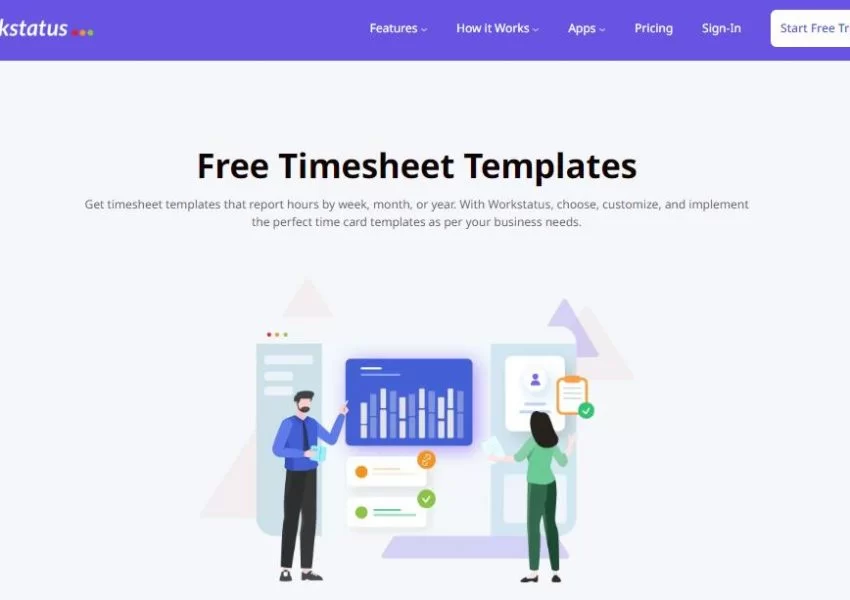 kstatus
Features
How it Works
Apps
Pricing
Sign-In
Start Free Tr
Free Timesheet Templates
Get timesheet templates that report hours by week, month, or year. With Workstatus, choose, customize, and implement
the perfect time card templates as per your business needs.